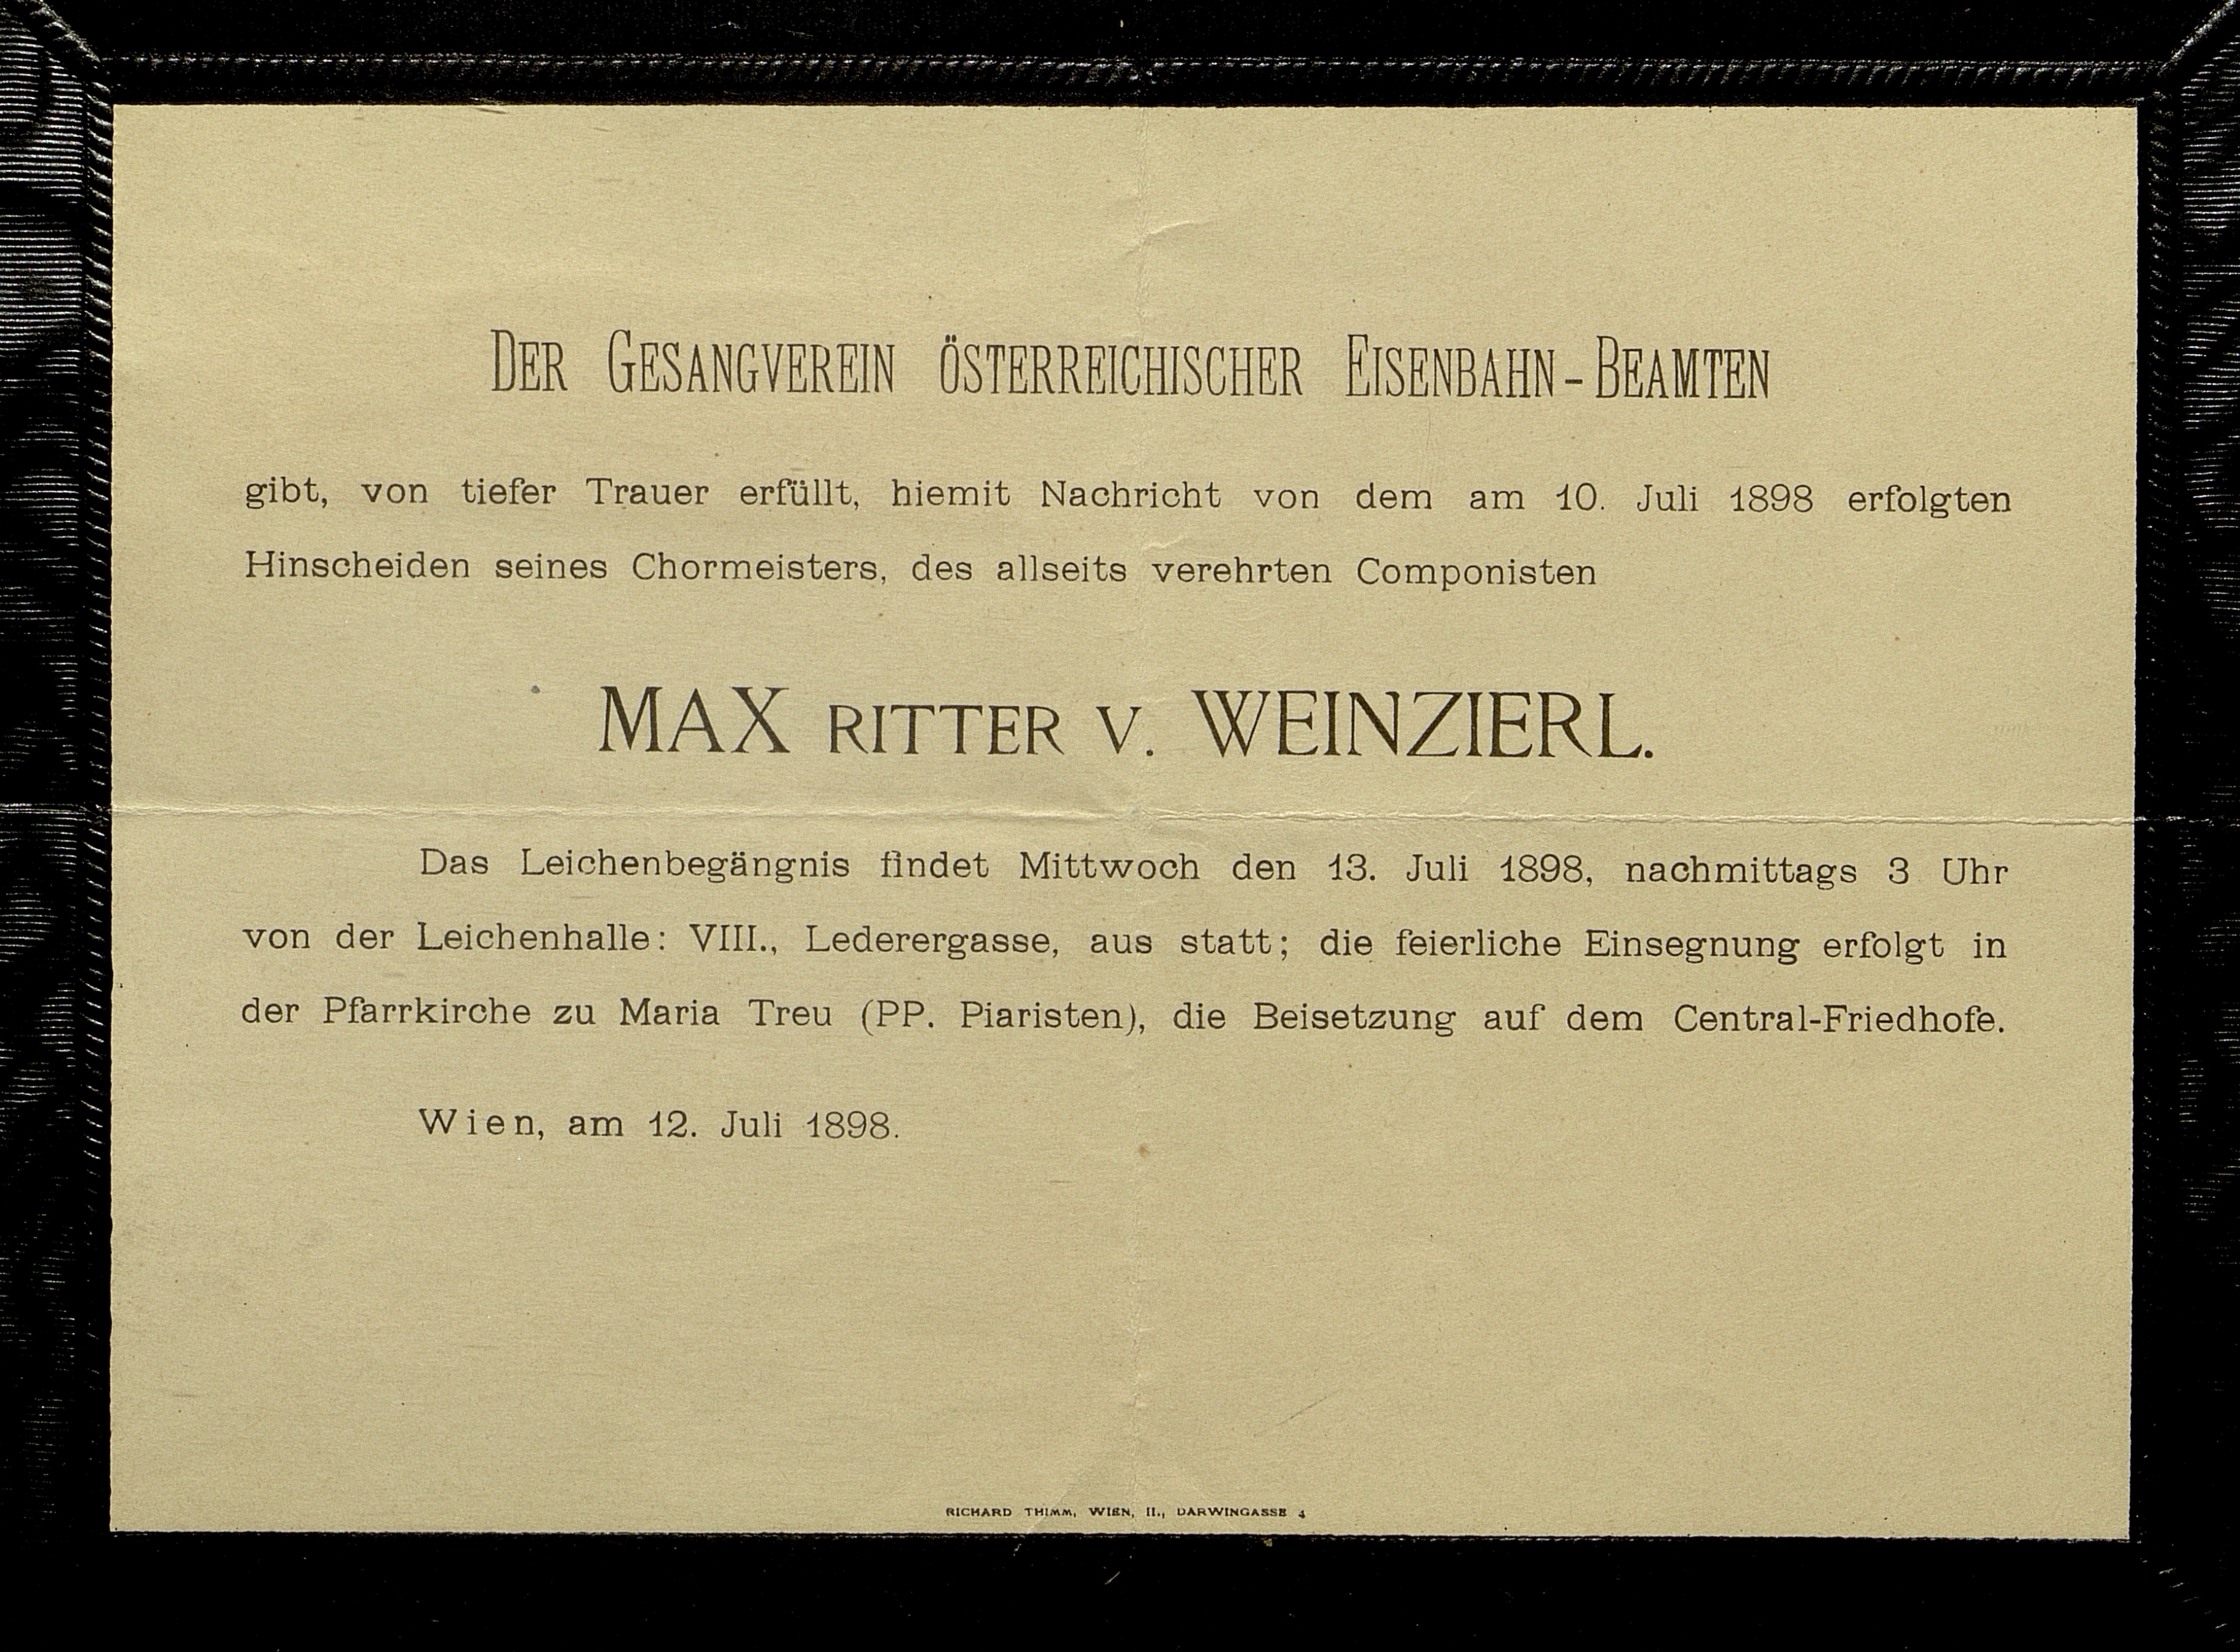 DER GESANGVEREIN ÖSTERREICHISCHER EISENBAHN-BEAMTEN
gibt, von tiefer Trauer erfüllt, hiemit Nachricht von dem am 10. Juli 1898 erfolgten
Hinscheiden seines Chormeisters, des allseits verehrten Componisten
MAX RITTER V. WEINZIERL.
Das Leichenbegängnis findet Mittwoch den 13. Juli 1898, nachmittags 3 Uhr
von der Leichenhalle: VIII., Lederergasse, aus statt; die feierliche Einsegnung erfolgt in
der Pfarrkirche zu Maria Treu (PP. Piaristen), die Beisetzung auf dem Central-Friedhofe.
Wien, am 12. Juli 1898.
RICHARD THIMM, WIEN, II., DARWINGASSE 4